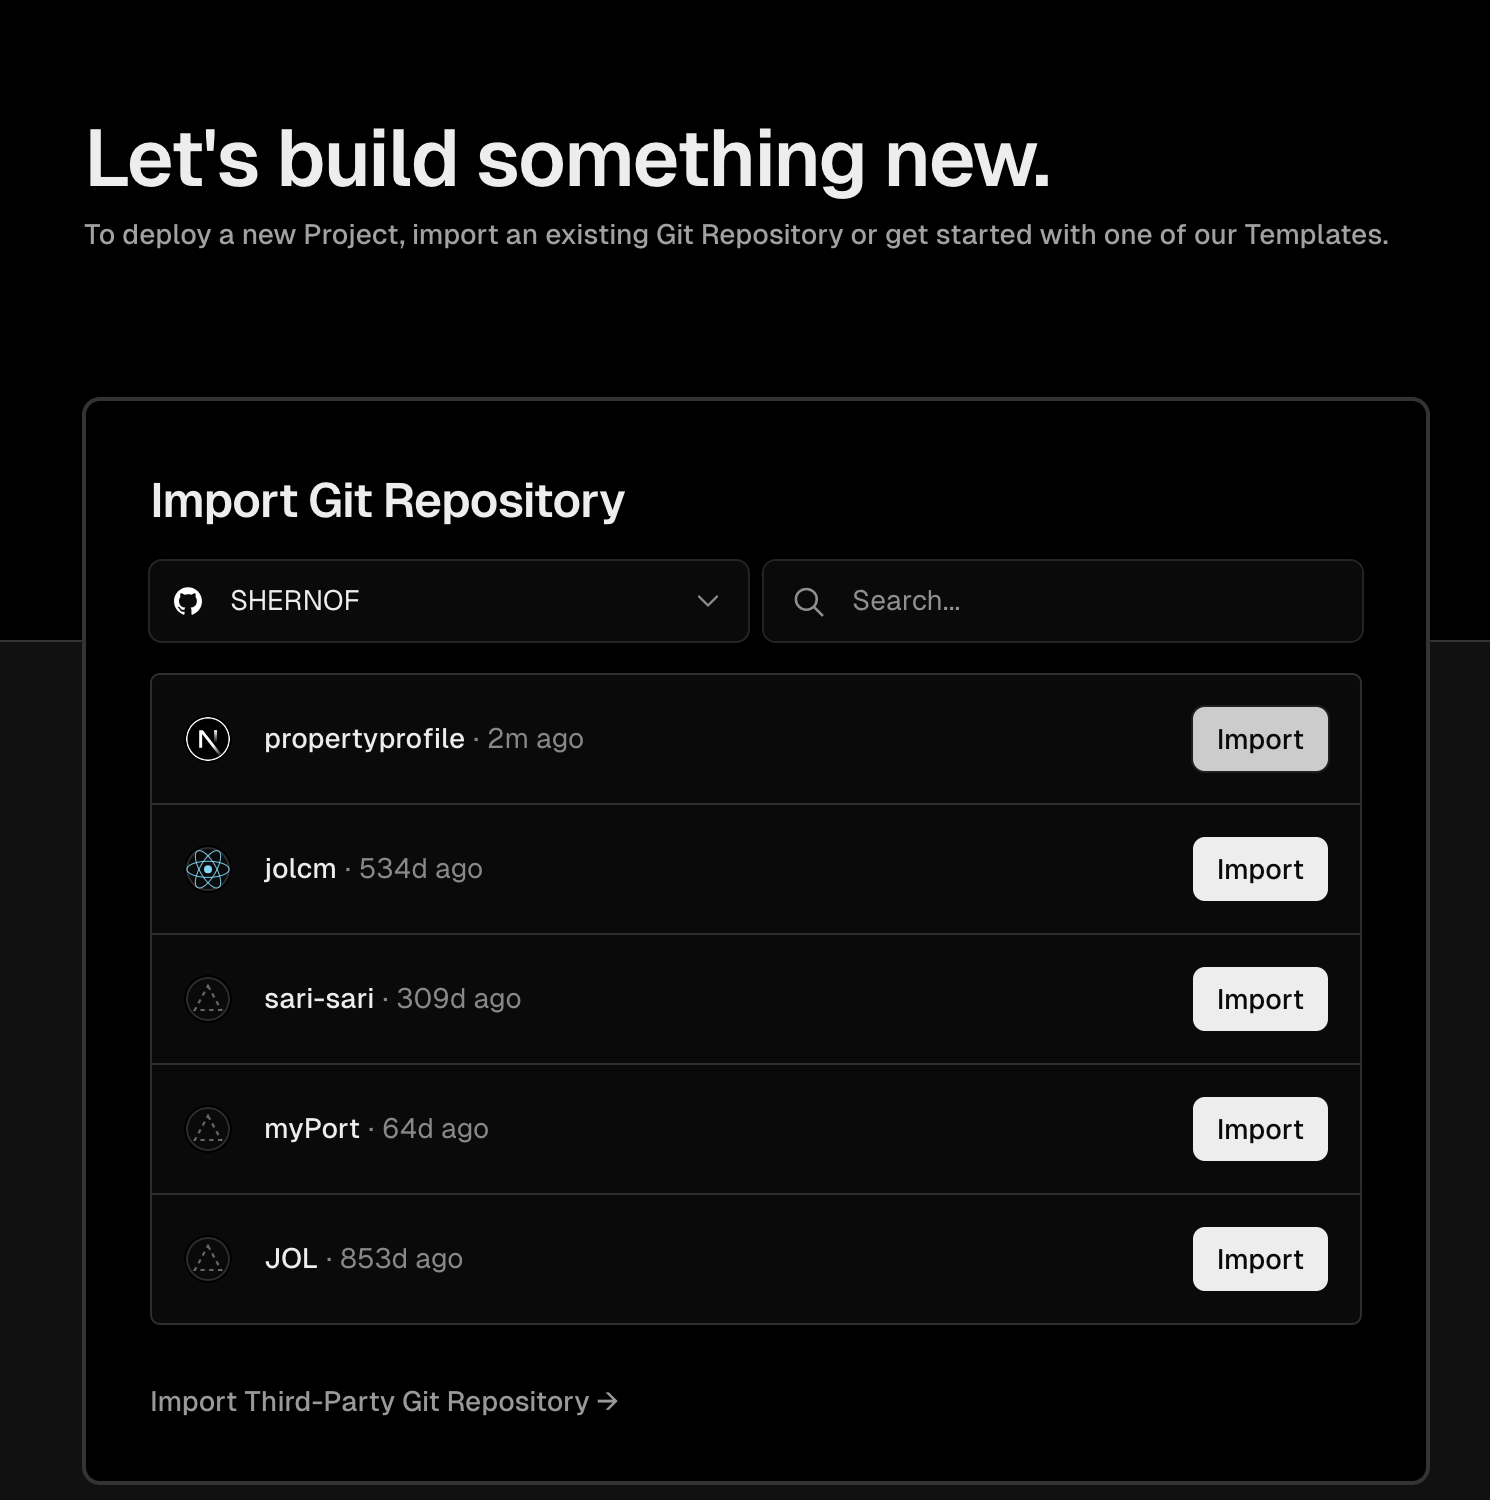 Let's build something new.
To deploy a new Project, import an existing Git Repository or get started with one of our Templates.
Import Git Repository
SHERNOF
Search...
propertyprofile · 2m ago
Import
jolcm · 534d ago
Import
sari-sari · 309d ago
Import
myPort · 64d ago
Import
JOL · 853d ago
Import
Import Third-Party Git Repository →